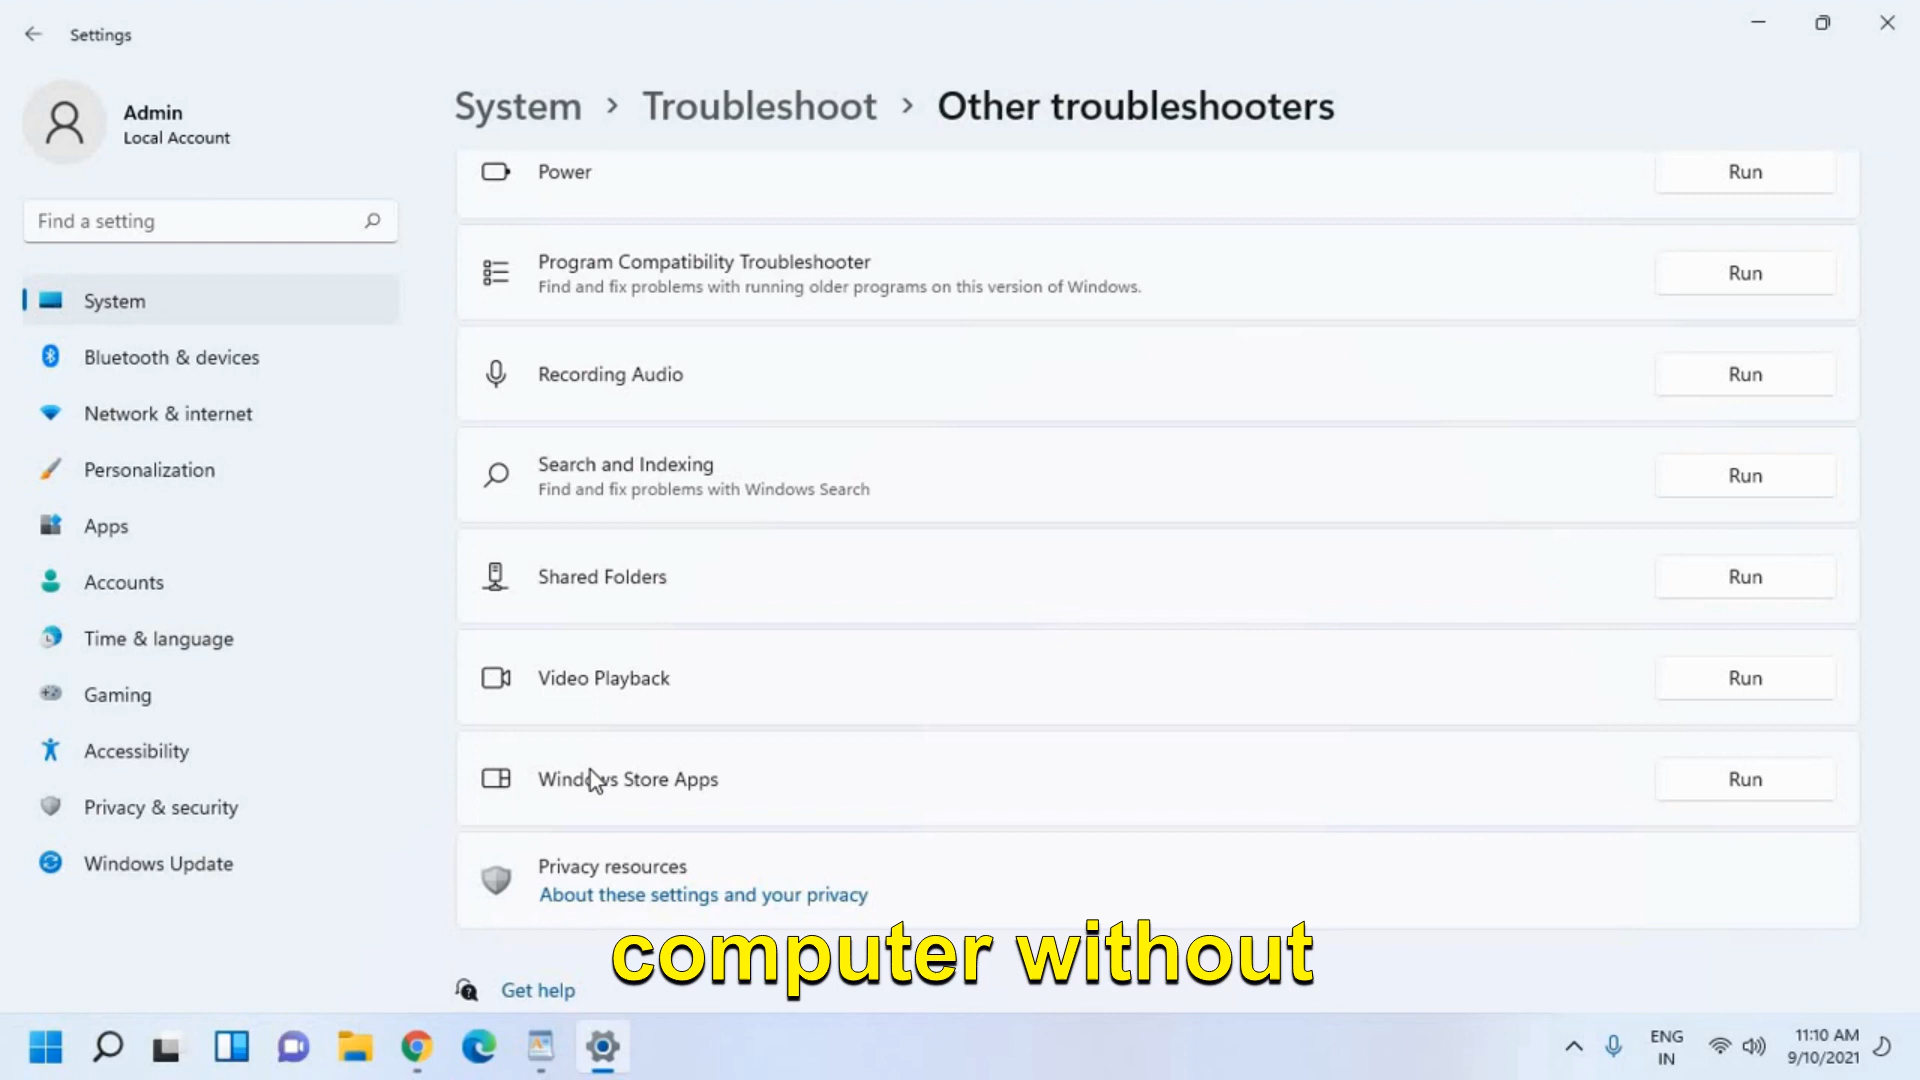 Settings
Admin
Local Account
Find a setting
System
Bluetooth & devices
Network & internet
Personalization
Apps
Accounts
Time & language
Gaming
Accessibility
Privacy & security
Windows Update
System > Troubleshoot > Other troubleshooters
Power Run
Program Compatibility Troubleshooter
Find and fix problems with running older programs on this version of Windows.
Run
Recording Audio Run
Search and Indexing
Find and fix problems with Windows Search
Run
Shared Folders Run
Video Playback Run
Windows Store Apps Run
Privacy resources
About these settings and your privacy
computer without
Get help
ENG
IN
11:10 AM
9/10/2021